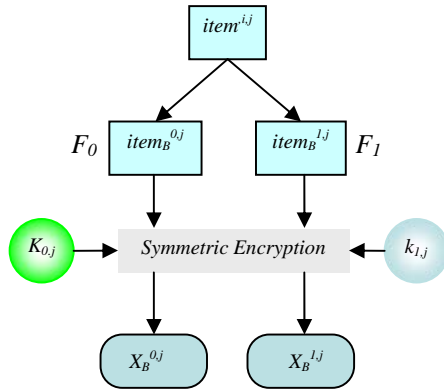 item^{,i,j}
F_0 item_B^{0,j} item_B^{1,j} F_1
K_{0,j} Symmetric Encryption k_{1,j}
X_B^{0,j} X_B^{1,j}